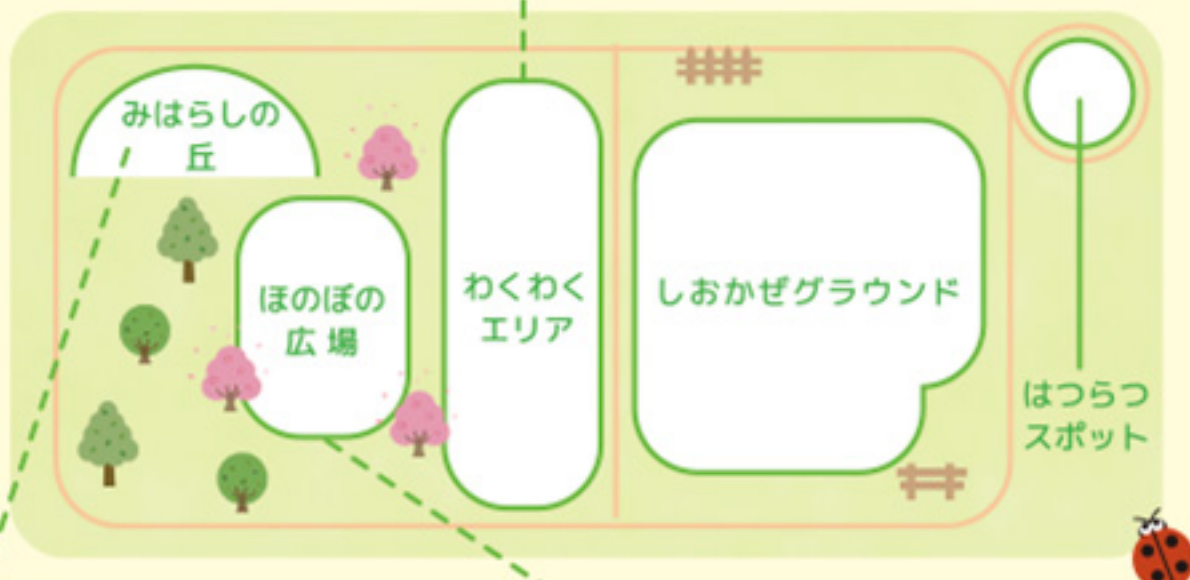 みはらしの
丘
ほのぼの
広場
わくわく
エリア
しおかぜグラウンド
はつらつ
スポット